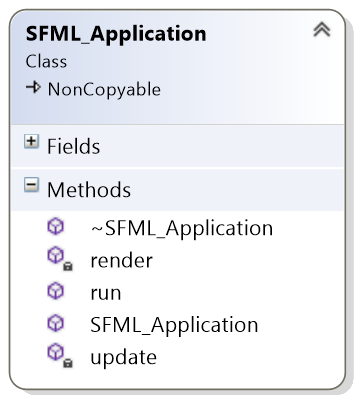 SFML_Application
Class
NonCopyable
Fields
Methods
~SFML_Application
render
run
SFML_Application
update